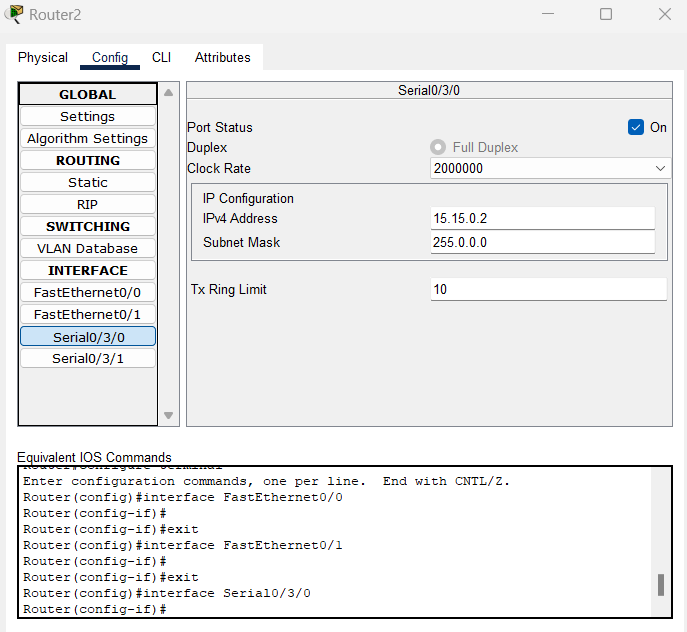 Router2
Physical Config CLI Attributes
GLOBAL
Settings
Algorithm Settings
ROUTING
Static
RIP
SWITCHING
VLAN Database
INTERFACE
FastEthernet0/0
FastEthernet0/1
Serial0/3/0
Serial0/3/1
Serial0/3/0
Port Status On
Duplex Full Duplex
Clock Rate 2000000
IP Configuration
IPv4 Address 15.15.0.2
Subnet Mask 255.0.0.0
Tx Ring Limit 10
Equivalent IOS Commands
Router#configure terminal
Enter configuration commands, one per line.  End with CNTL/Z.
Router(config)#interface FastEthernet0/0
Router(config-if)#
Router(config-if)#exit
Router(config)#interface FastEthernet0/1
Router(config-if)#
Router(config-if)#exit
Router(config)#interface Serial0/3/0
Router(config-if)#